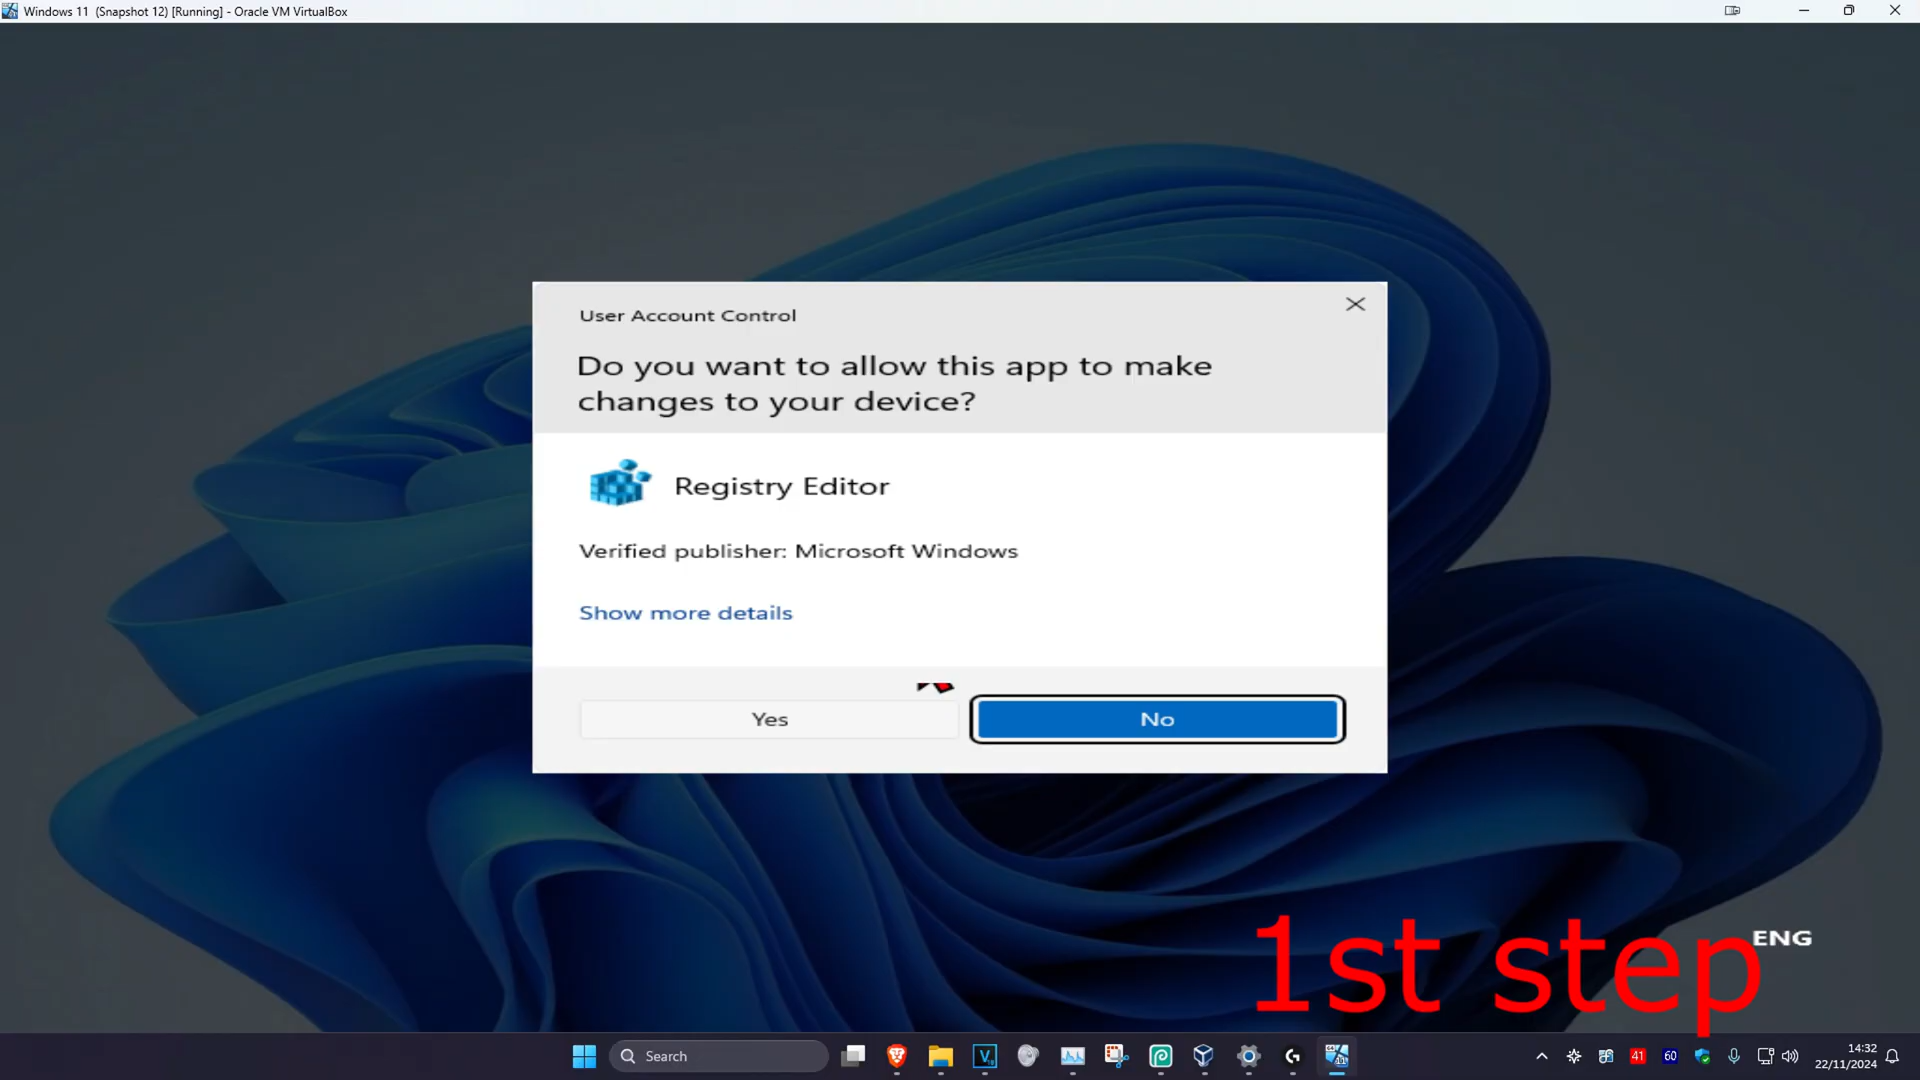 Windows 11  (Snapshot 12) [Running] - Oracle VM VirtualBox
User Account Control
Do you want to allow this app to make
changes to your device?
Registry Editor
Verified publisher: Microsoft Windows
Show more details
Yes
No
1st step
ENG
Search
41
60
14:32
22/11/2024